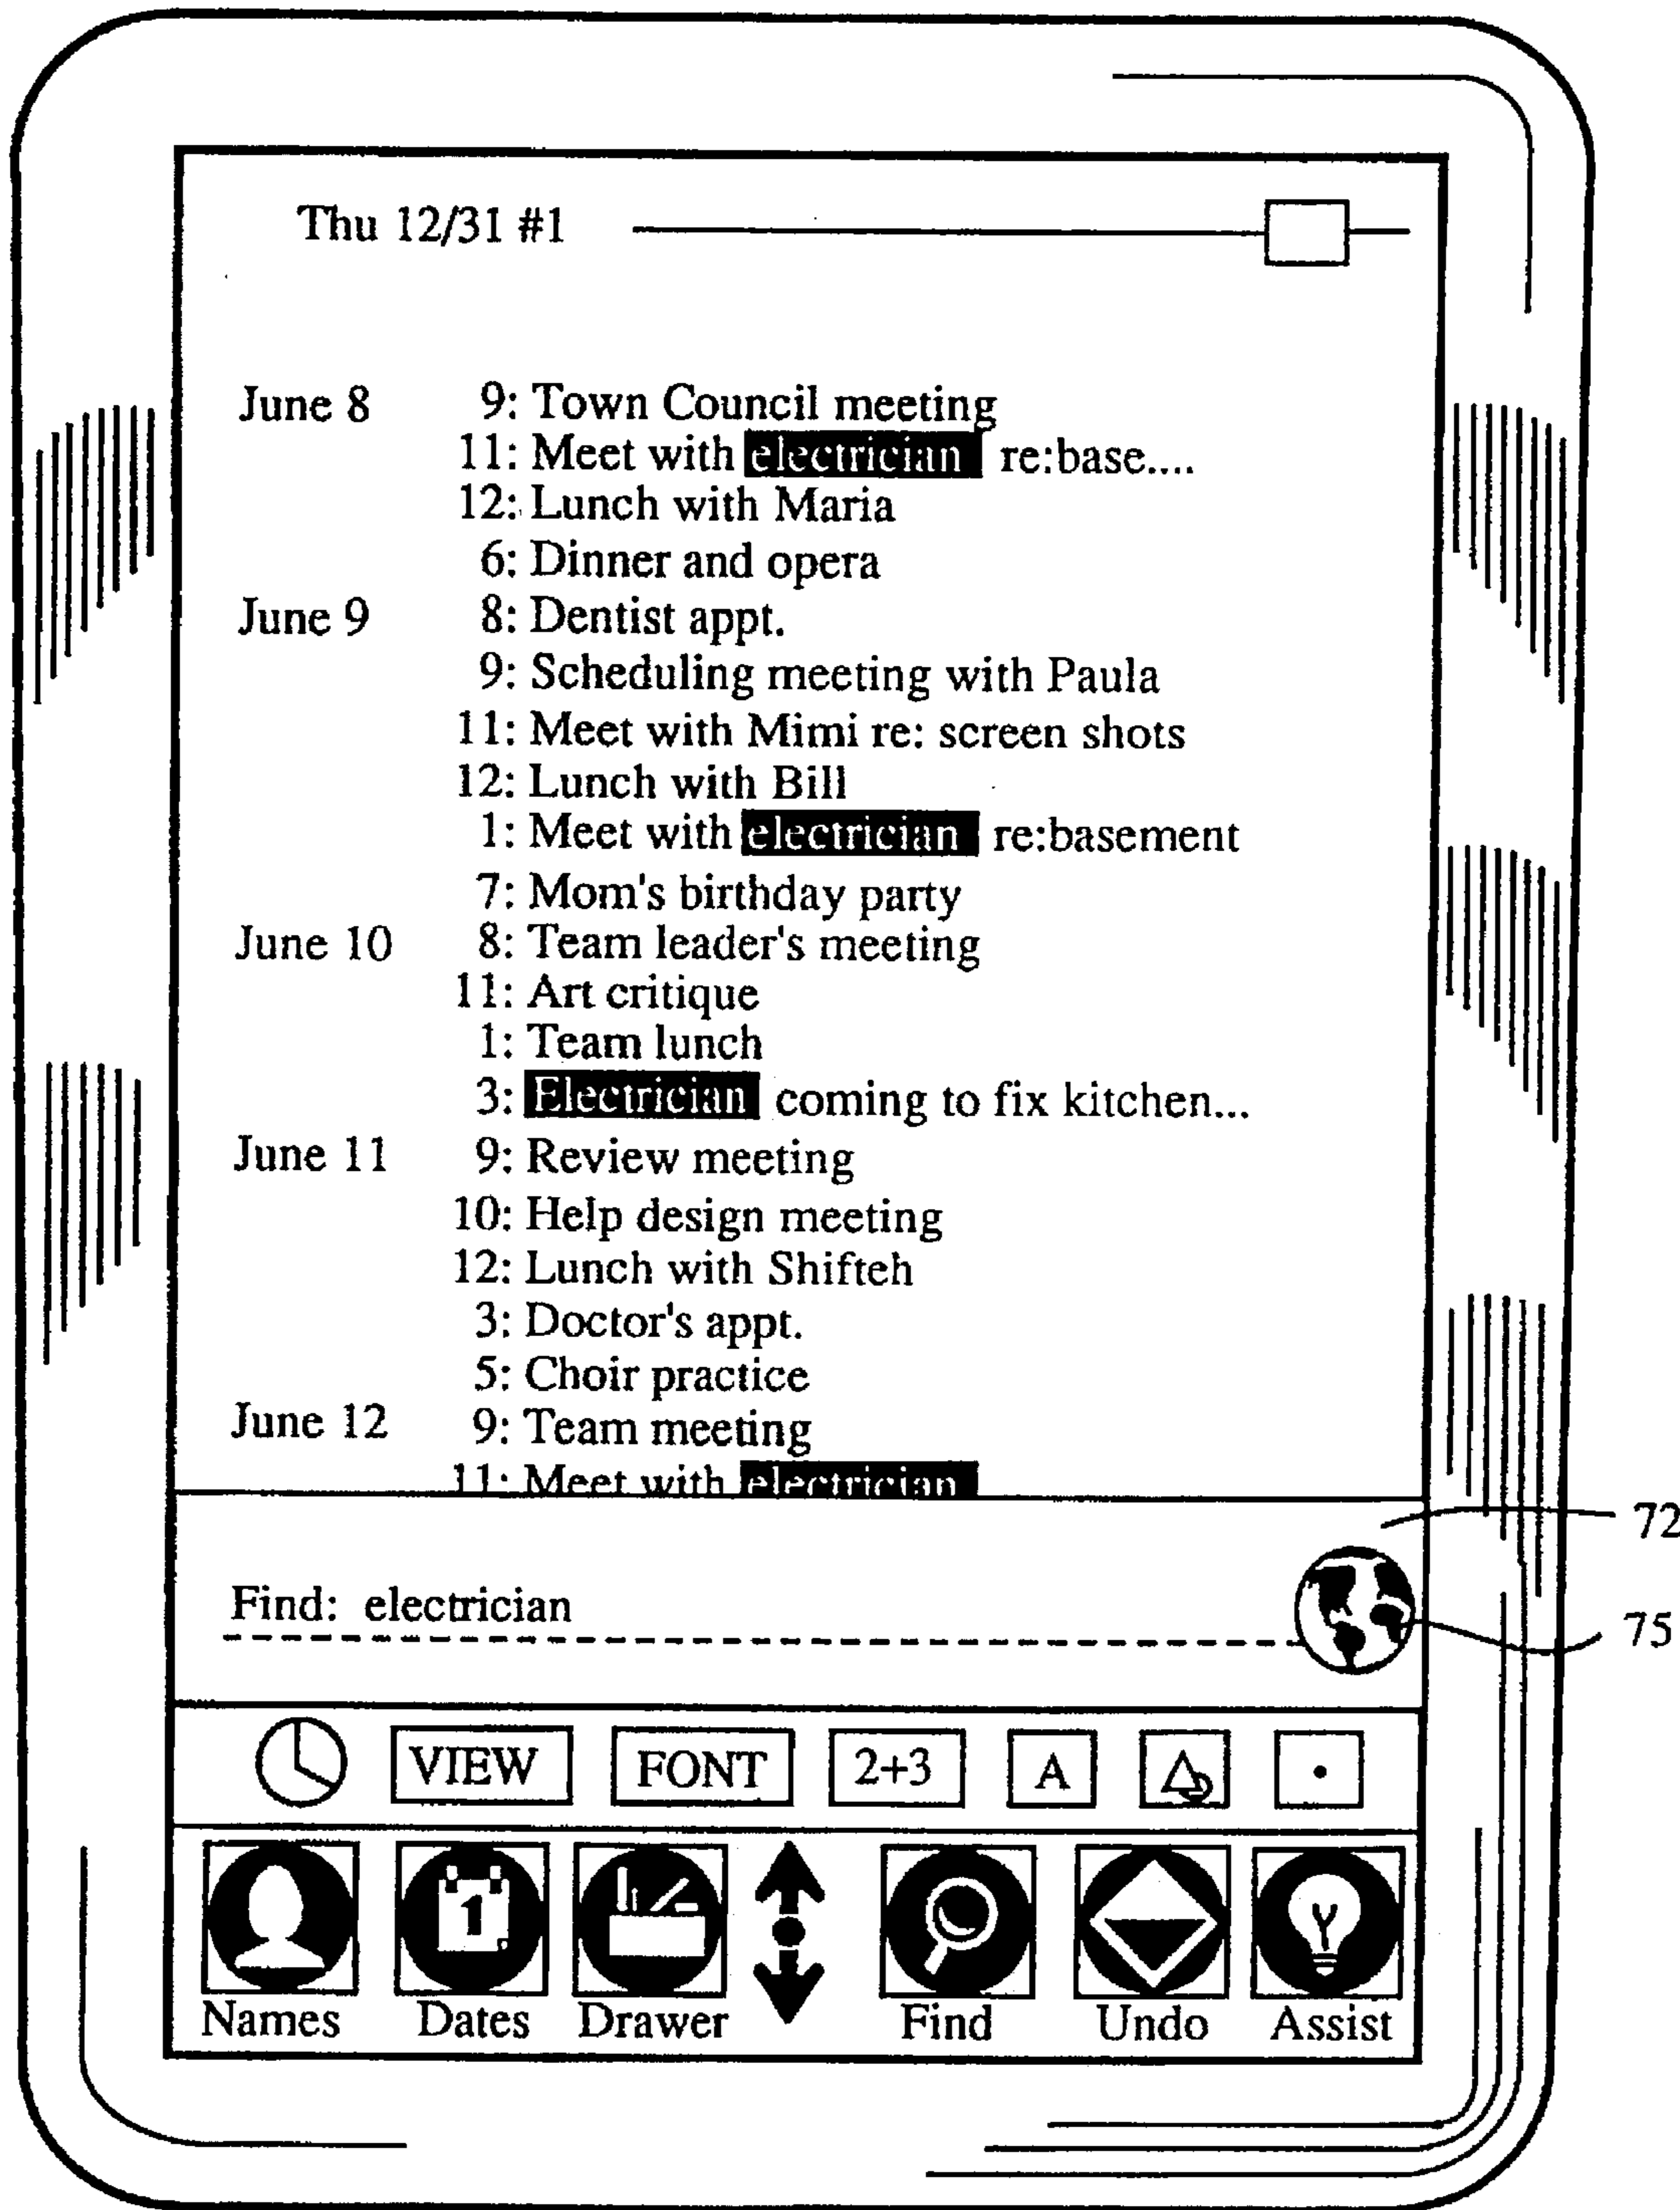 Thu 12/31 #1
June 8 9: Town Council meeting
11: Meet with electrician re:base....
12: Lunch with Maria
6: Dinner and opera
June 9 8: Dentist appt.
9: Scheduling meeting with Paula
11: Meet with Mimi re: screen shots
12: Lunch with Bill
1: Meet with electrician re:basement
7: Mom's birthday party
June 10 8: Team leader's meeting
11: Art critique
1: Team lunch
3: Electrician coming to fix kitchen...
June 11 9: Review meeting
10: Help design meeting
12: Lunch with Shifteh
3: Doctor's appt.
5: Choir practice
June 12 9: Team meeting
11: Meet with electrician
72
Find: electrician
75
VIEW FONT 2+3 A
1
Names Dates Drawer Find Undo Assist